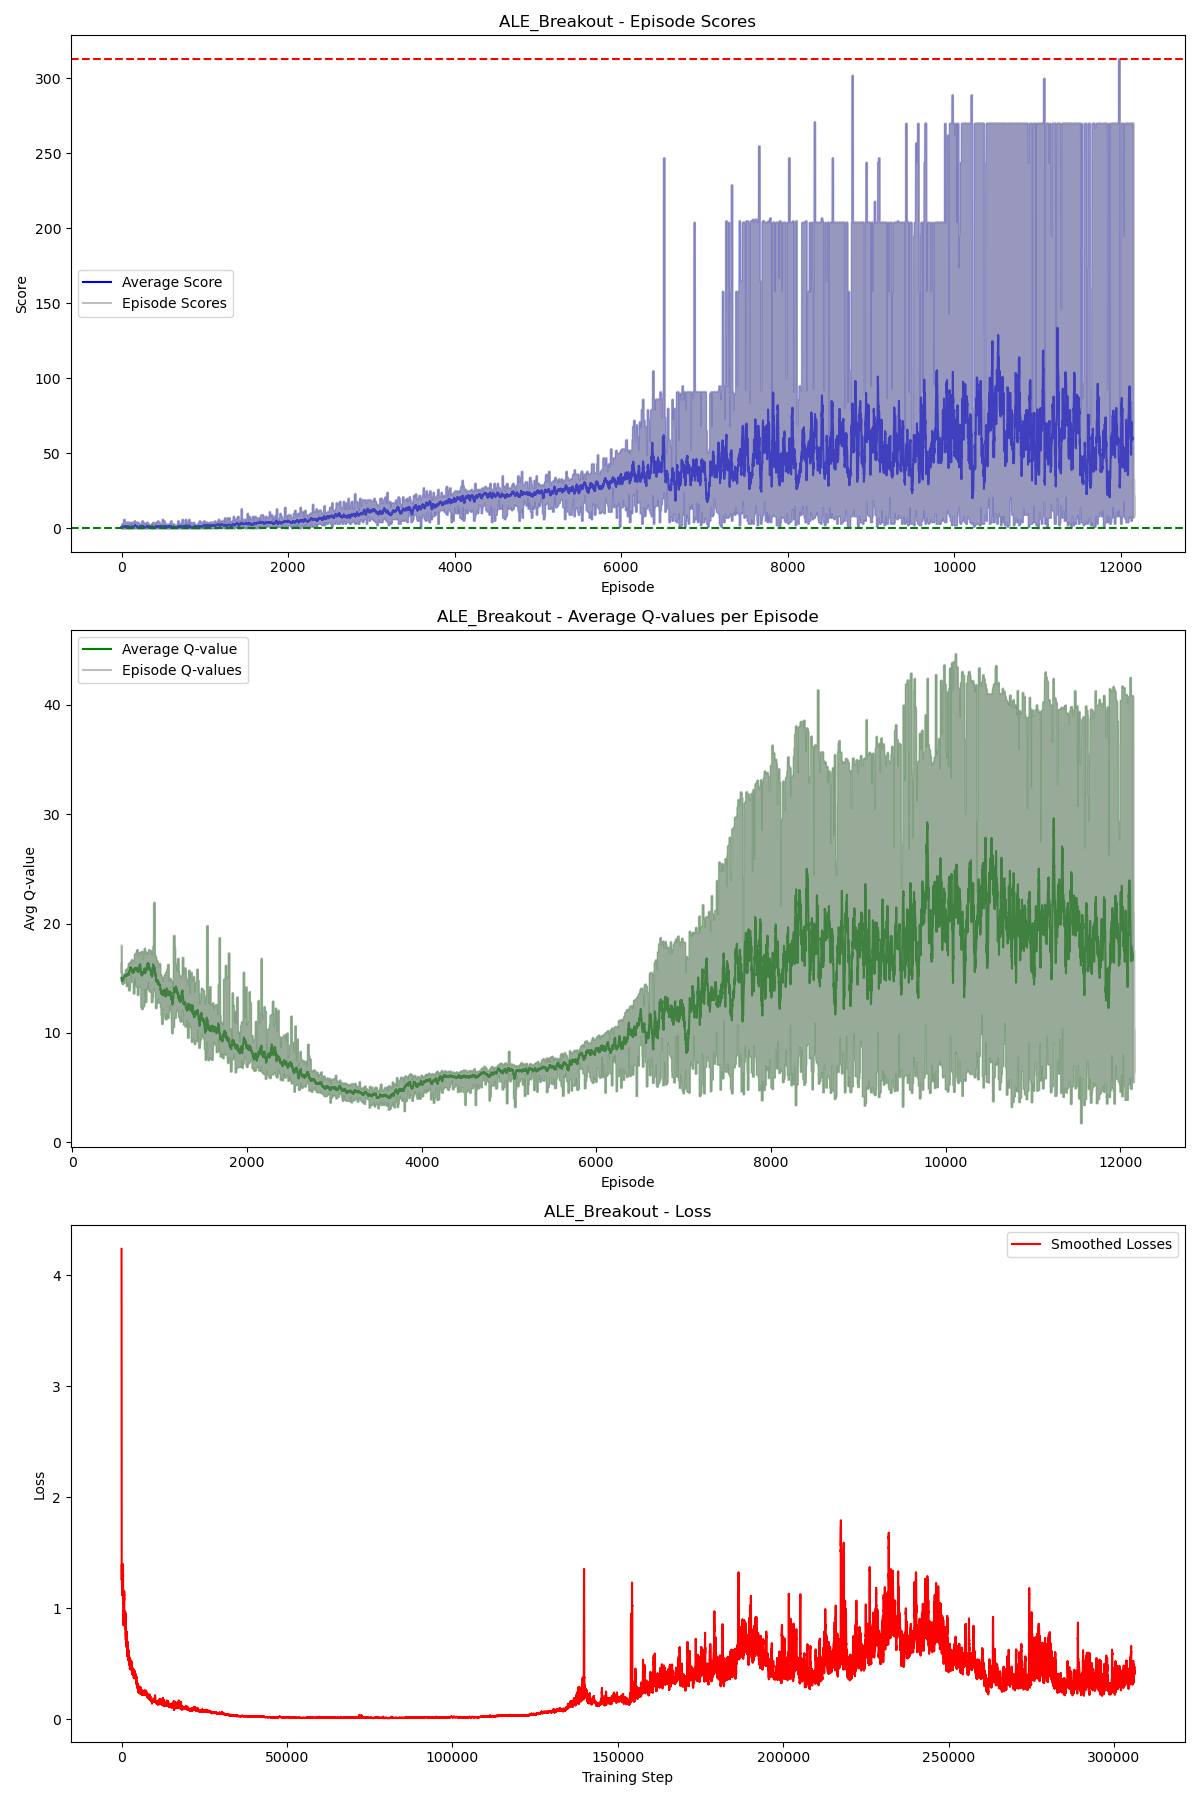 ALE_Breakout - Episode Scores
300
250
200
150
100
50
0
Score
Average Score
Episode Scores
0
2000
4000
6000
8000
10000
12000
Episode
ALE_Breakout - Average Q-values per Episode
Average Q-value
Episode Q-values
40
30
20
10
0
Avg Q-value
0
2000
4000
6000
8000
10000
12000
Episode
ALE_Breakout - Loss
Smoothed Losses
4
3
2
1
0
Loss
0
50000
100000
150000
200000
250000
300000
Training Step